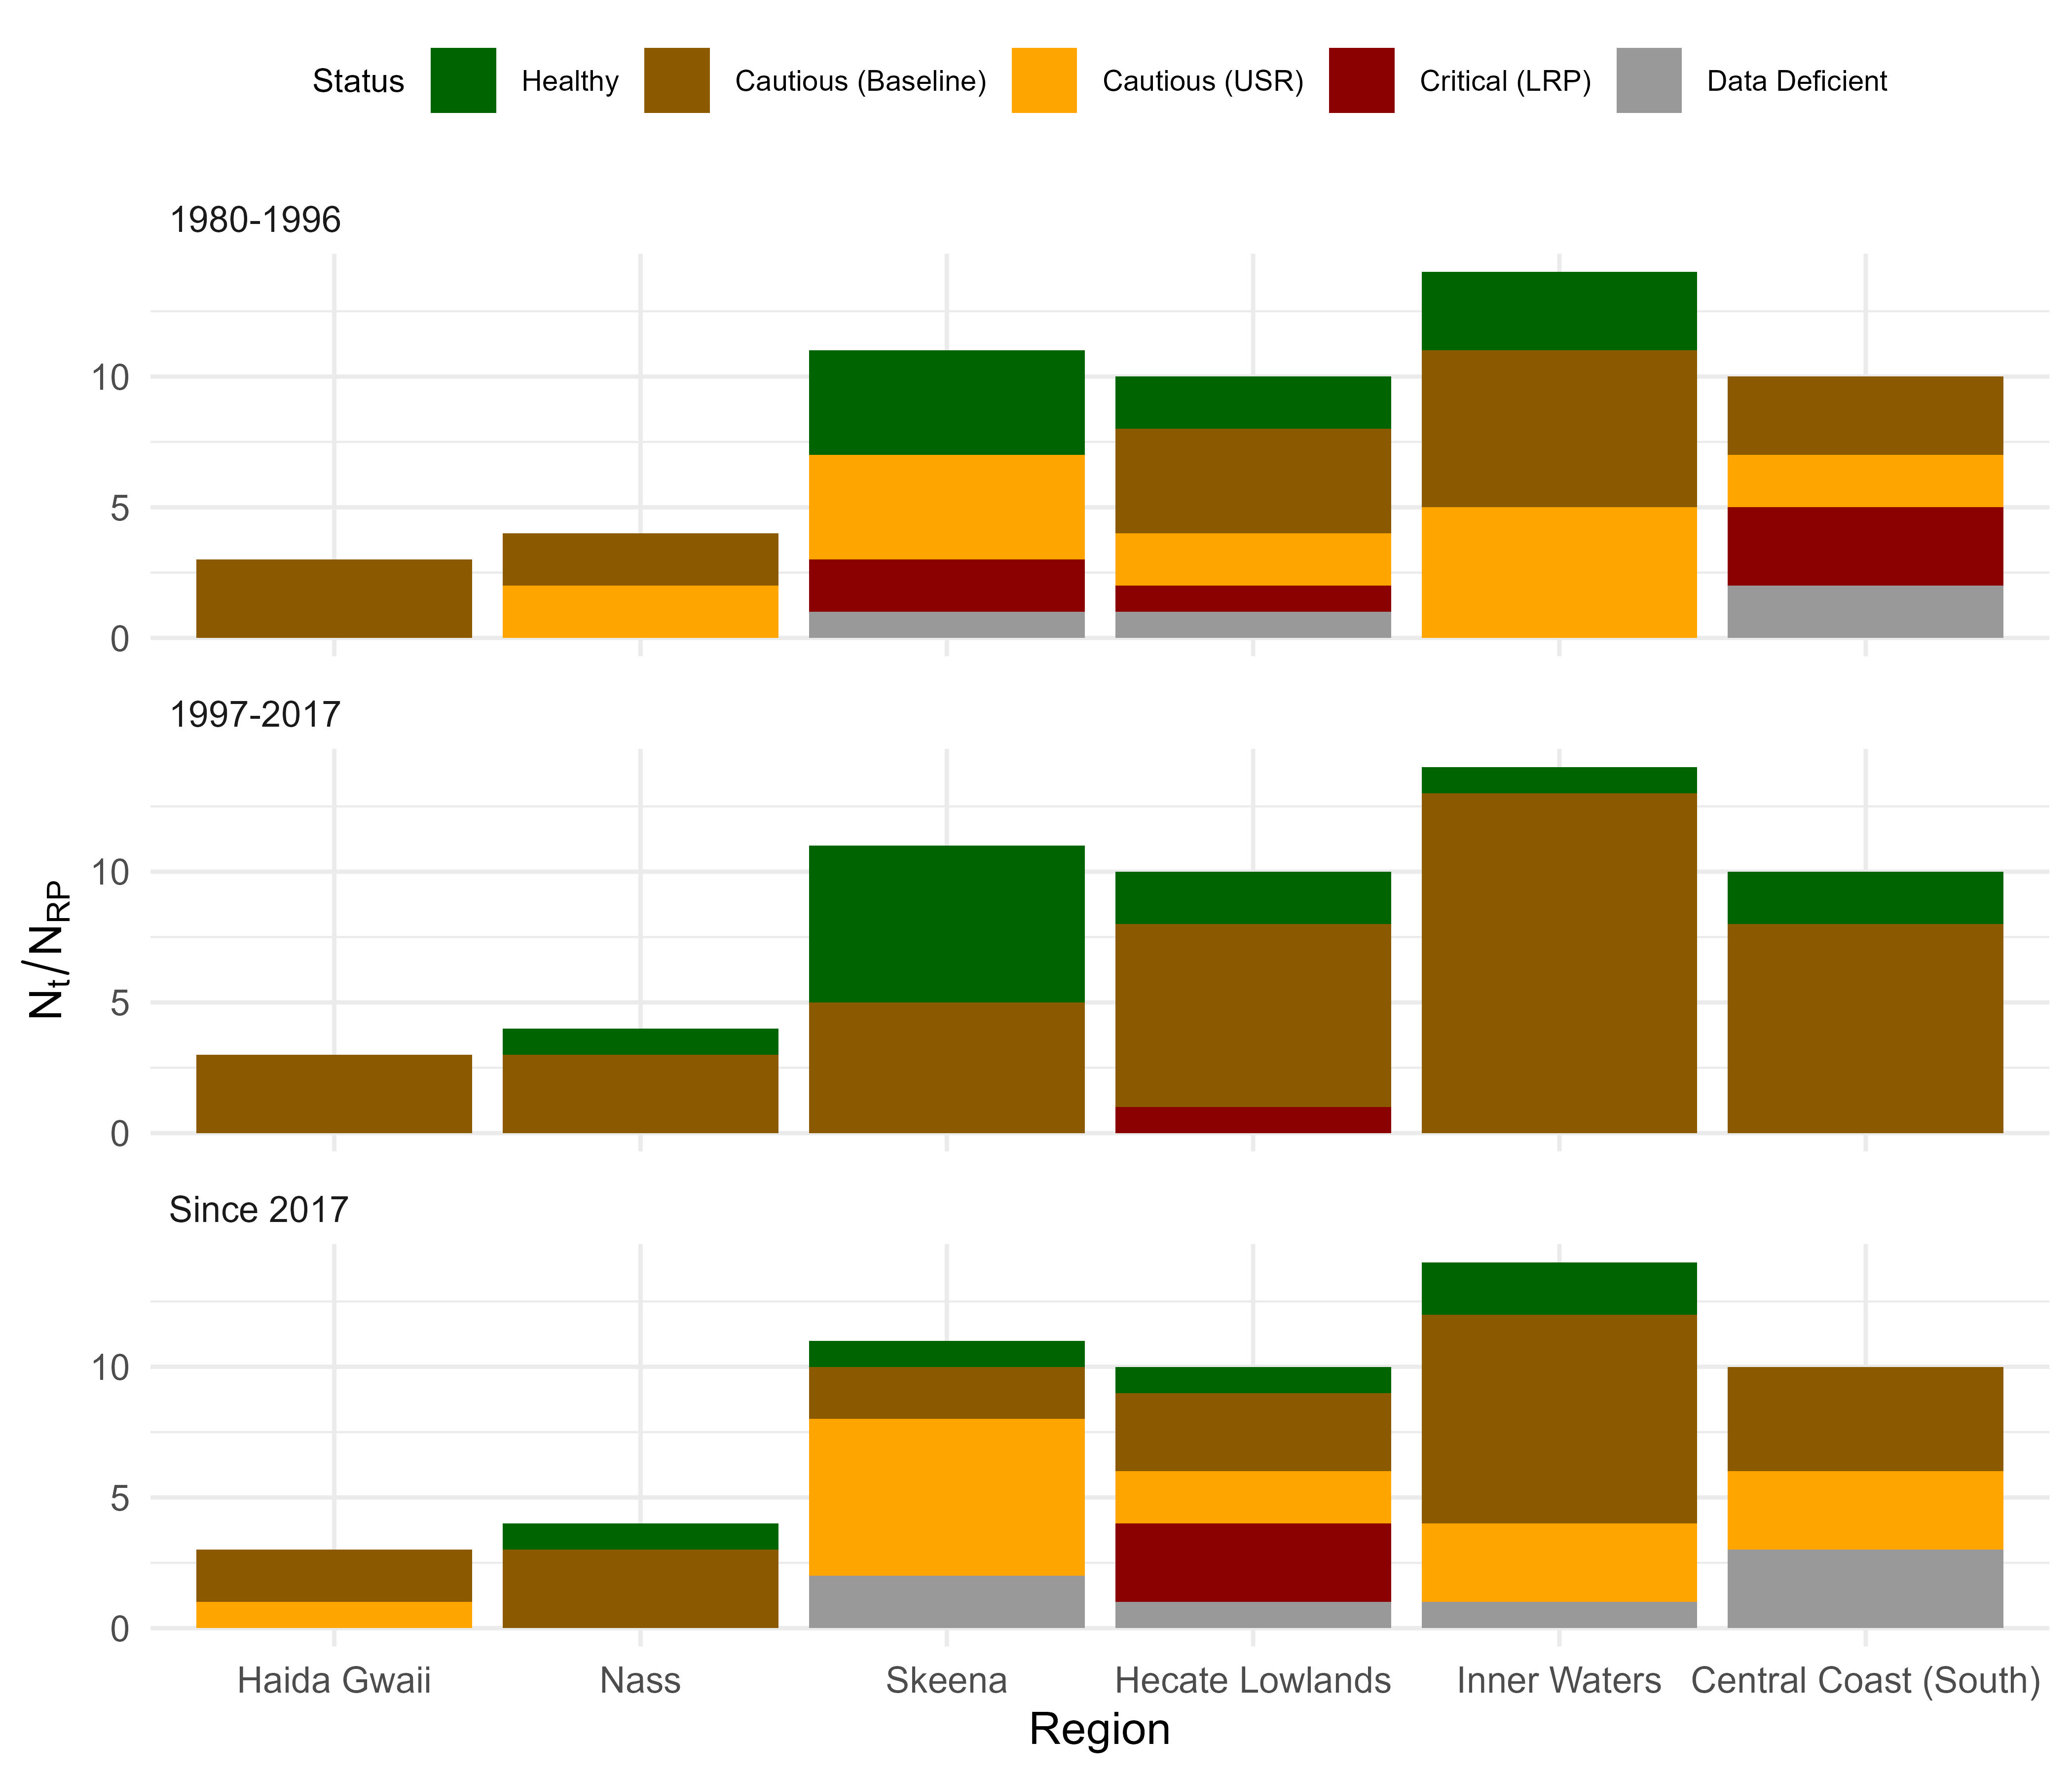 Status Healthy Cautious (Baseline) Cautious (USR) Critical (LRP) Data Deficient
1980-1996
10
5
0
1997-2017
10
5
0
Since 2017
10
5
0
Nt/NRP
Haida Gwaii Nass Skeena Hecate Lowlands Inner Waters Central Coast (South)
Region